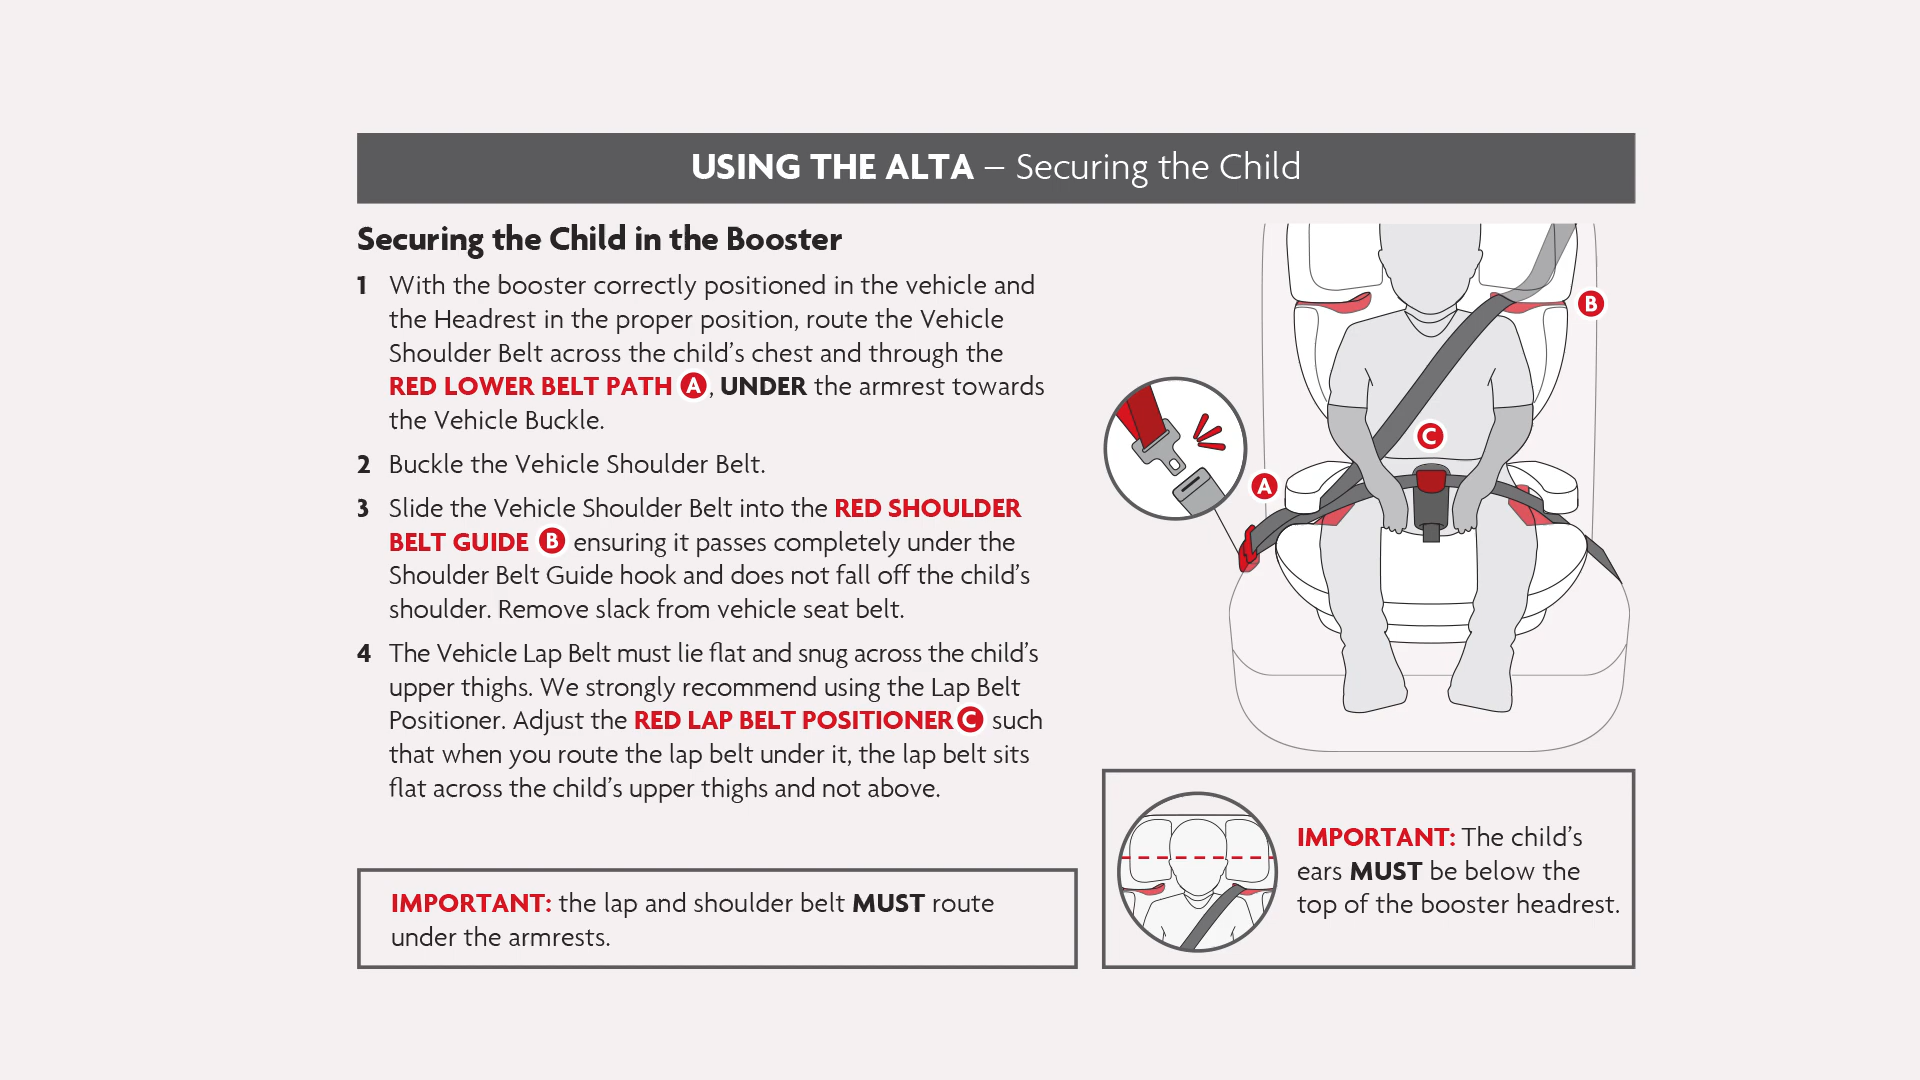 USING THE ALTA – Securing the Child
Securing the Child in the Booster
1 With the booster correctly positioned in the vehicle and
the Headrest in the proper position, route the Vehicle
Shoulder Belt across the child's chest and through the
RED LOWER BELT PATH A, UNDER the armrest towards
the Vehicle Buckle.
2 Buckle the Vehicle Shoulder Belt.
3 Slide the Vehicle Shoulder Belt into the RED SHOULDER
BELT GUIDE B ensuring it passes completely under the
Shoulder Belt Guide hook and does not fall off the child's
shoulder. Remove slack from vehicle seat belt.
4 The Vehicle Lap Belt must lie flat and snug across the child's
upper thighs. We strongly recommend using the Lap Belt
Positioner. Adjust the RED LAP BELT POSITIONER C such
that when you route the lap belt under it, the lap belt sits
flat across the child's upper thighs and not above.
IMPORTANT: the lap and shoulder belt MUST route
under the armrests.
B
C
A
IMPORTANT: The child's
ears MUST be below the
top of the booster headrest.